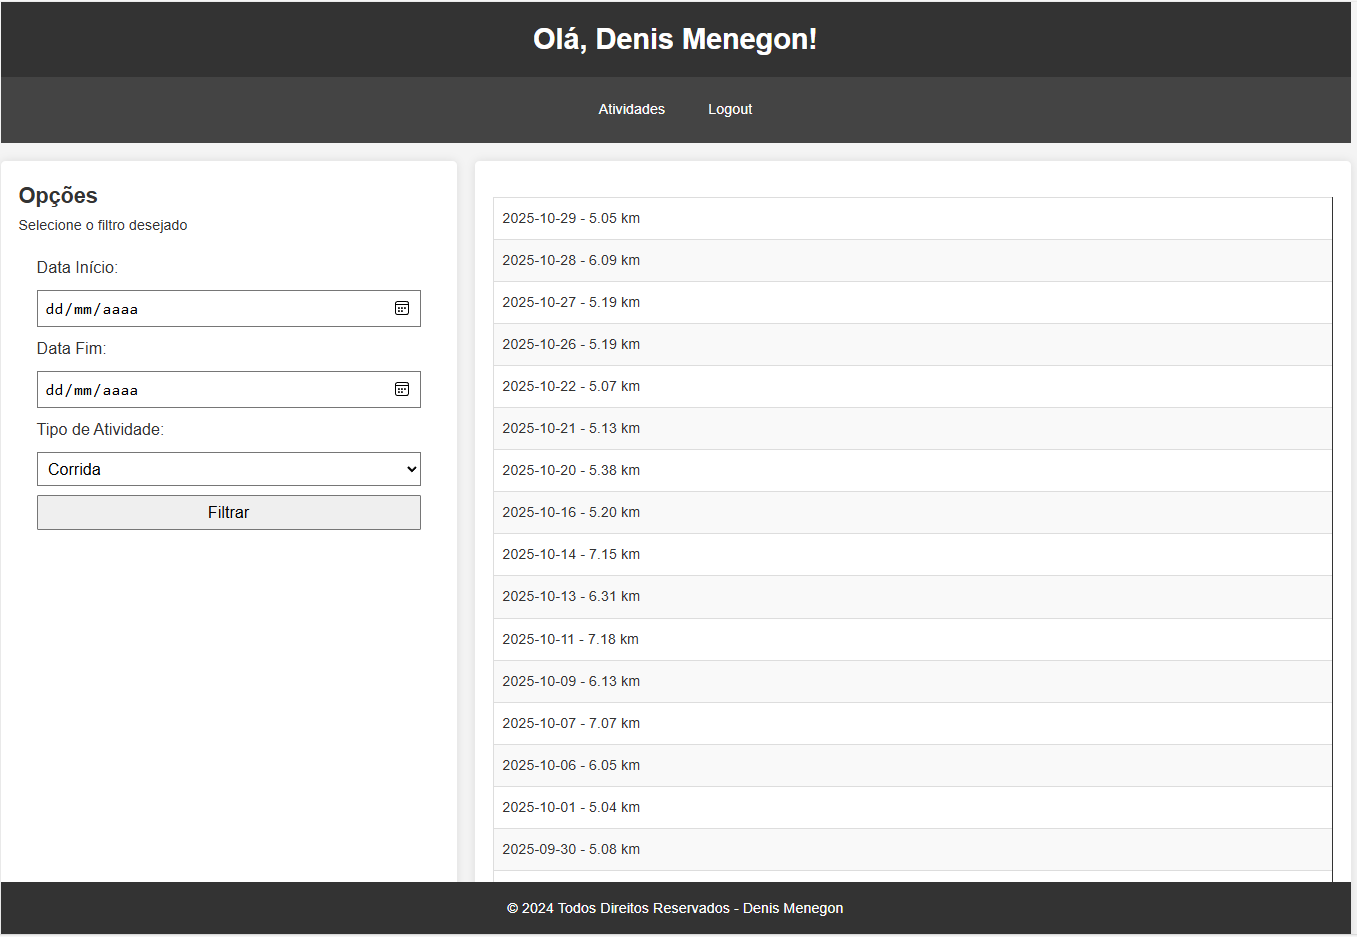 Olá, Denis Menegon!
Atividades Logout
Opções
Selecione o filtro desejado
Data Início:
dd/mm/aaaa
Data Fim:
dd/mm/aaaa
Tipo de Atividade:
Corrida
Filtrar
2025-10-29 - 5.05 km
2025-10-28 - 6.09 km
2025-10-27 - 5.19 km
2025-10-26 - 5.19 km
2025-10-22 - 5.07 km
2025-10-21 - 5.13 km
2025-10-20 - 5.38 km
2025-10-16 - 5.20 km
2025-10-14 - 7.15 km
2025-10-13 - 6.31 km
2025-10-11 - 7.18 km
2025-10-09 - 6.13 km
2025-10-07 - 7.07 km
2025-10-06 - 6.05 km
2025-10-01 - 5.04 km
2025-09-30 - 5.08 km
© 2024 Todos Direitos Reservados - Denis Menegon